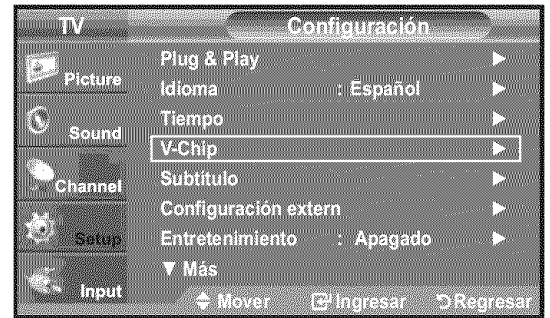 TV
Configuración
Picture
Sound
Channel
Setup
Input
Plug & Play
Idioma : Español
Tiempo
V-Chip
Subtítulo
Configuración extern
Entretenimiento : Apagado
▼ Más
Mover Ingresar Regresar